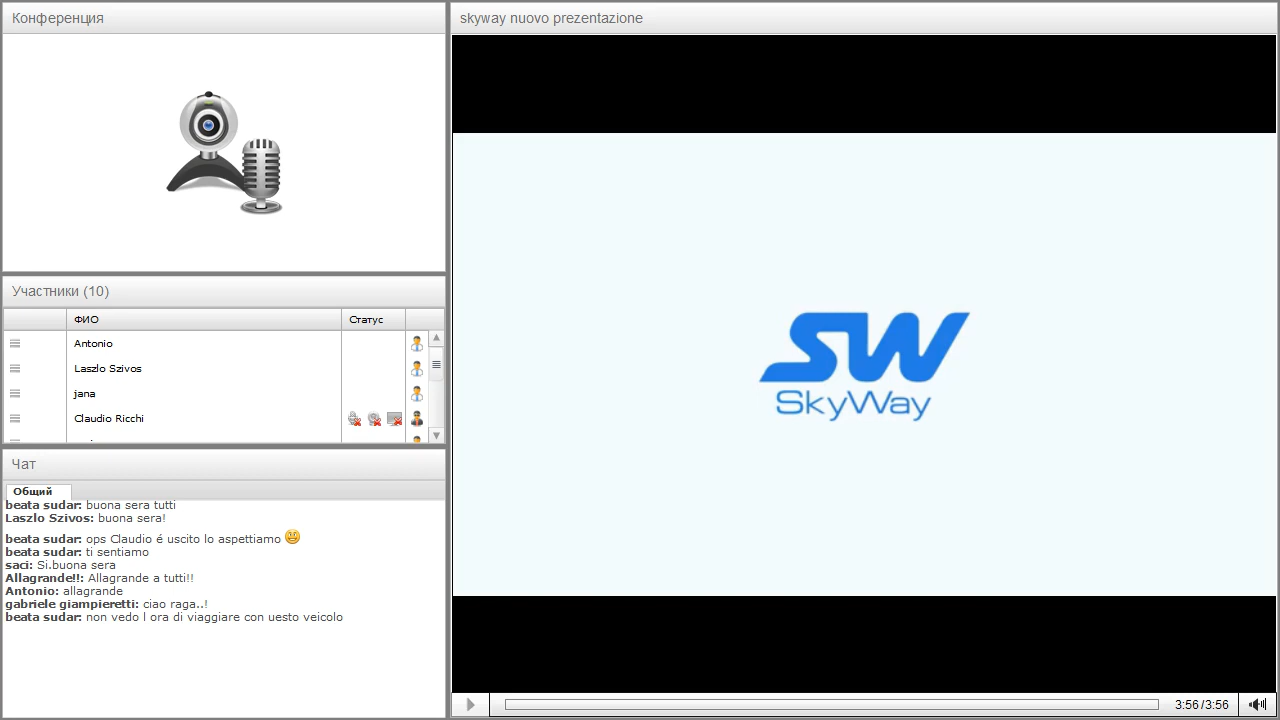 Конференция
skyway nuovo prezentazione
SW
SkyWay
Участники (10)
ФИО
Статус
Antonio
Laszlo Szivos
jana
Claudio Ricchi
Чат
Общий
beata sudar: buona sera tutti
Laszlo Szivos: buona sera!
beata sudar: ops Claudio é uscito lo aspettiamo
beata sudar: ti sentiamo
saci: Si.buona sera
Allagrande!!: Allagrande a tutti!!
Antonio: allagrande
gabriele giampieretti: ciao raga..!
beata sudar: non vedo l ora di viaggiare con uesto veicolo
3:56/3:56